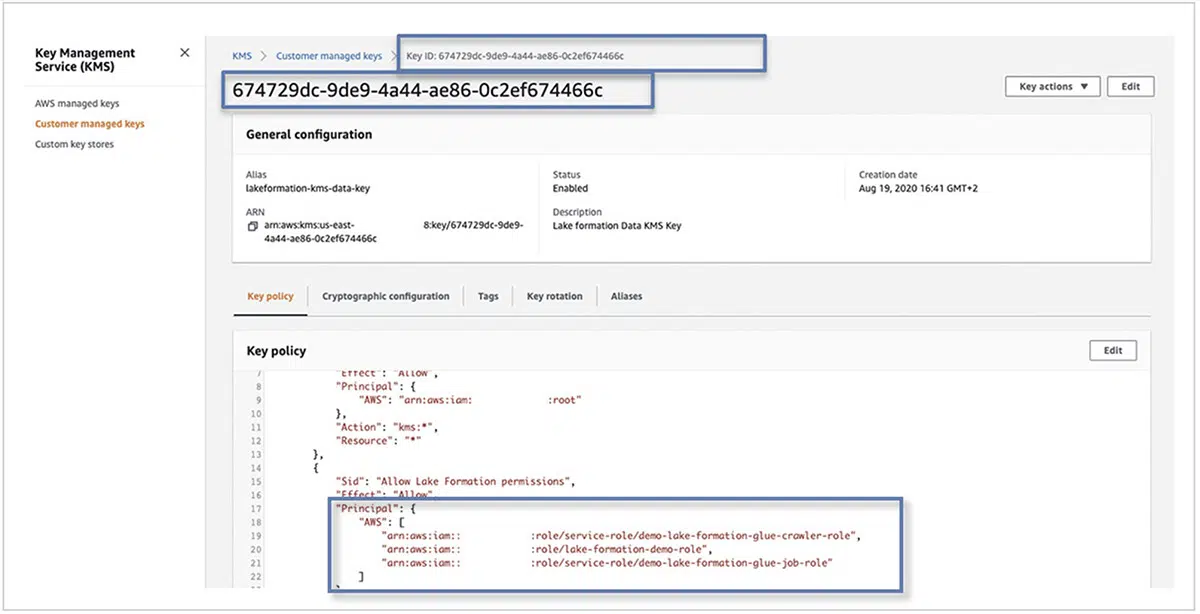 Key Management
Service (KMS)
AWS managed keys
Customer managed keys
Custom key stores
KMS > Customer managed keys > Key ID: 674729dc-9de9-4a44-ae86-0c2ef674466c
674729dc-9de9-4a44-ae86-0c2ef674466c
Key actions ▼
Edit
General configuration
Alias
lakeformation-kms-data-key
ARN
arn:aws:kms:us-east- 8:key/674729dc-9de9-
4a44-ae86-0c2ef674466c
Status
Enabled
Description
Lake formation Data KMS Key
Creation date
Aug 19, 2020 16:41 GMT+2
Key policy
Cryptographic configuration
Tags
Key rotation
Aliases
Key policy
Edit
7 "Effect": "Allow",
8 "Principal": {
9 "AWS": "arn:aws:iam: :root"
10 },
11 "Action": "kms:*",
12 "Resource": "*"
13 },
14 {
15 "Sid": "Allow Lake Formation permissions",
16 "Effect": "Allow",
17 "Principal": {
18 "AWS": [
19 "arn:aws:iam:: :role/service-role/demo-lake-formation-glue-crawler-role",
20 "arn:aws:iam:: :role/lake-formation-demo-role",
21 "arn:aws:iam:: :role/service-role/demo-lake-formation-glue-job-role"
22 ]